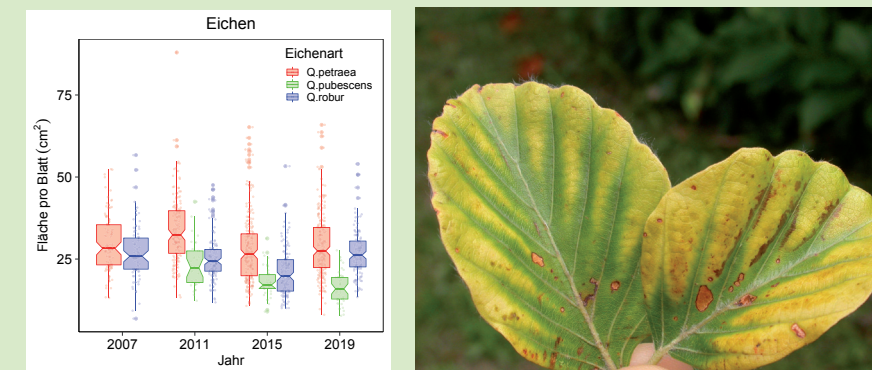 Eichen
Eichenart
Q.petraea
Q.pubescens
Q.robur
Fläche pro Blatt (cm²)
75
50
25
2007 2011 2015 2019
Jahr